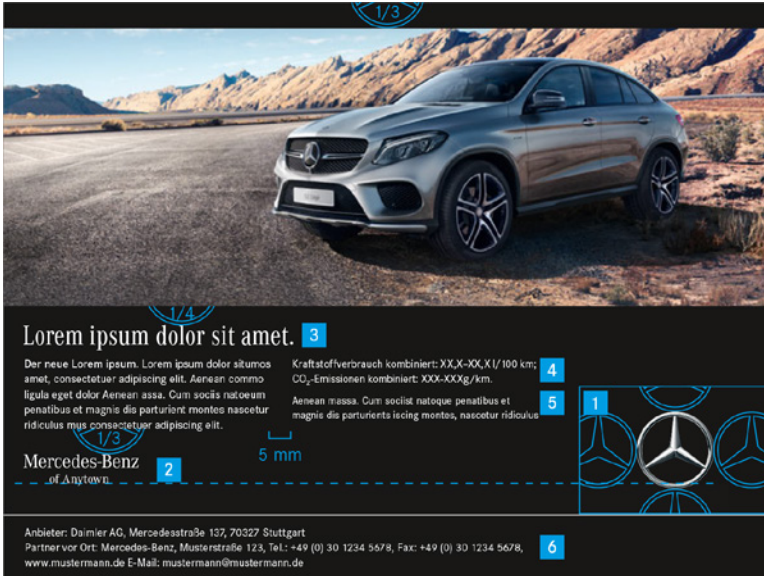 1/3
1/4
Lorem ipsum dolor sit amet. 3
Der neue Lorem ipsum. Lorem ipsum dolor situmos
amet, consectetuer adipiscing elit. Aenean commo
ligula eget dolor Aenean assa. Cum sociis natoeum
penatibus et magnis dis parturient montes nascetur
ridiculus mus consectetuer adipiscing elit.
Kraftstoffverbrauch kombiniert: XX,X–XX,X l/100 km;
CO₂-Emissionen kombiniert: XXX–XXXg/km.
4
Aenean massa. Cum sociist natoque penatibus et
magnis dis parturients iscing montes, nascetur ridiculus
5
1
1/3
5 mm
Mercedes-Benz
of Anytown
2
Anbieter: Daimler AG, Mercedesstraße 137, 70327 Stuttgart
Partner vor Ort: Mercedes-Benz, Musterstraße 123, Tel.: +49 (0) 30 1234 5678, Fax: +49 (0) 30 1234 5678,
www.mustermann.de E-Mail: mustermann@mustermann.de
6